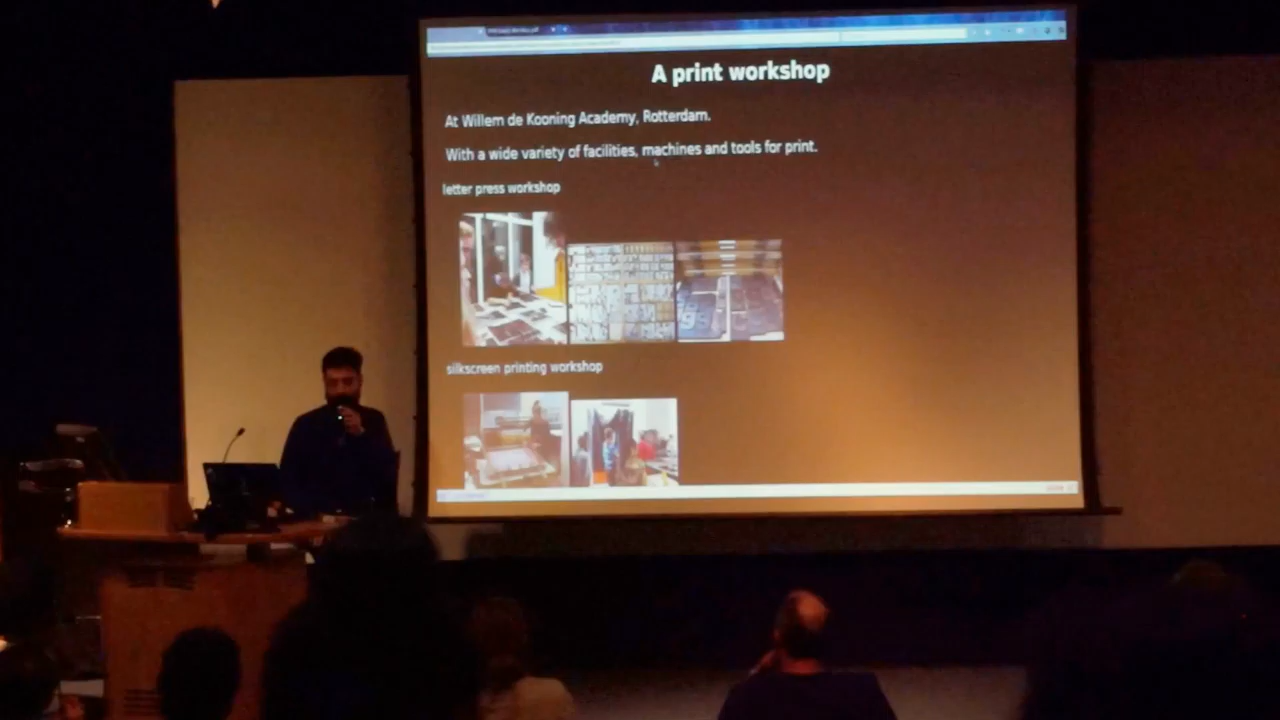 A print workshop
At Willem de Kooning Academy, Rotterdam.
With a wide variety of facilities, machines and tools for print.
letter press workshop
silkscreen printing workshop